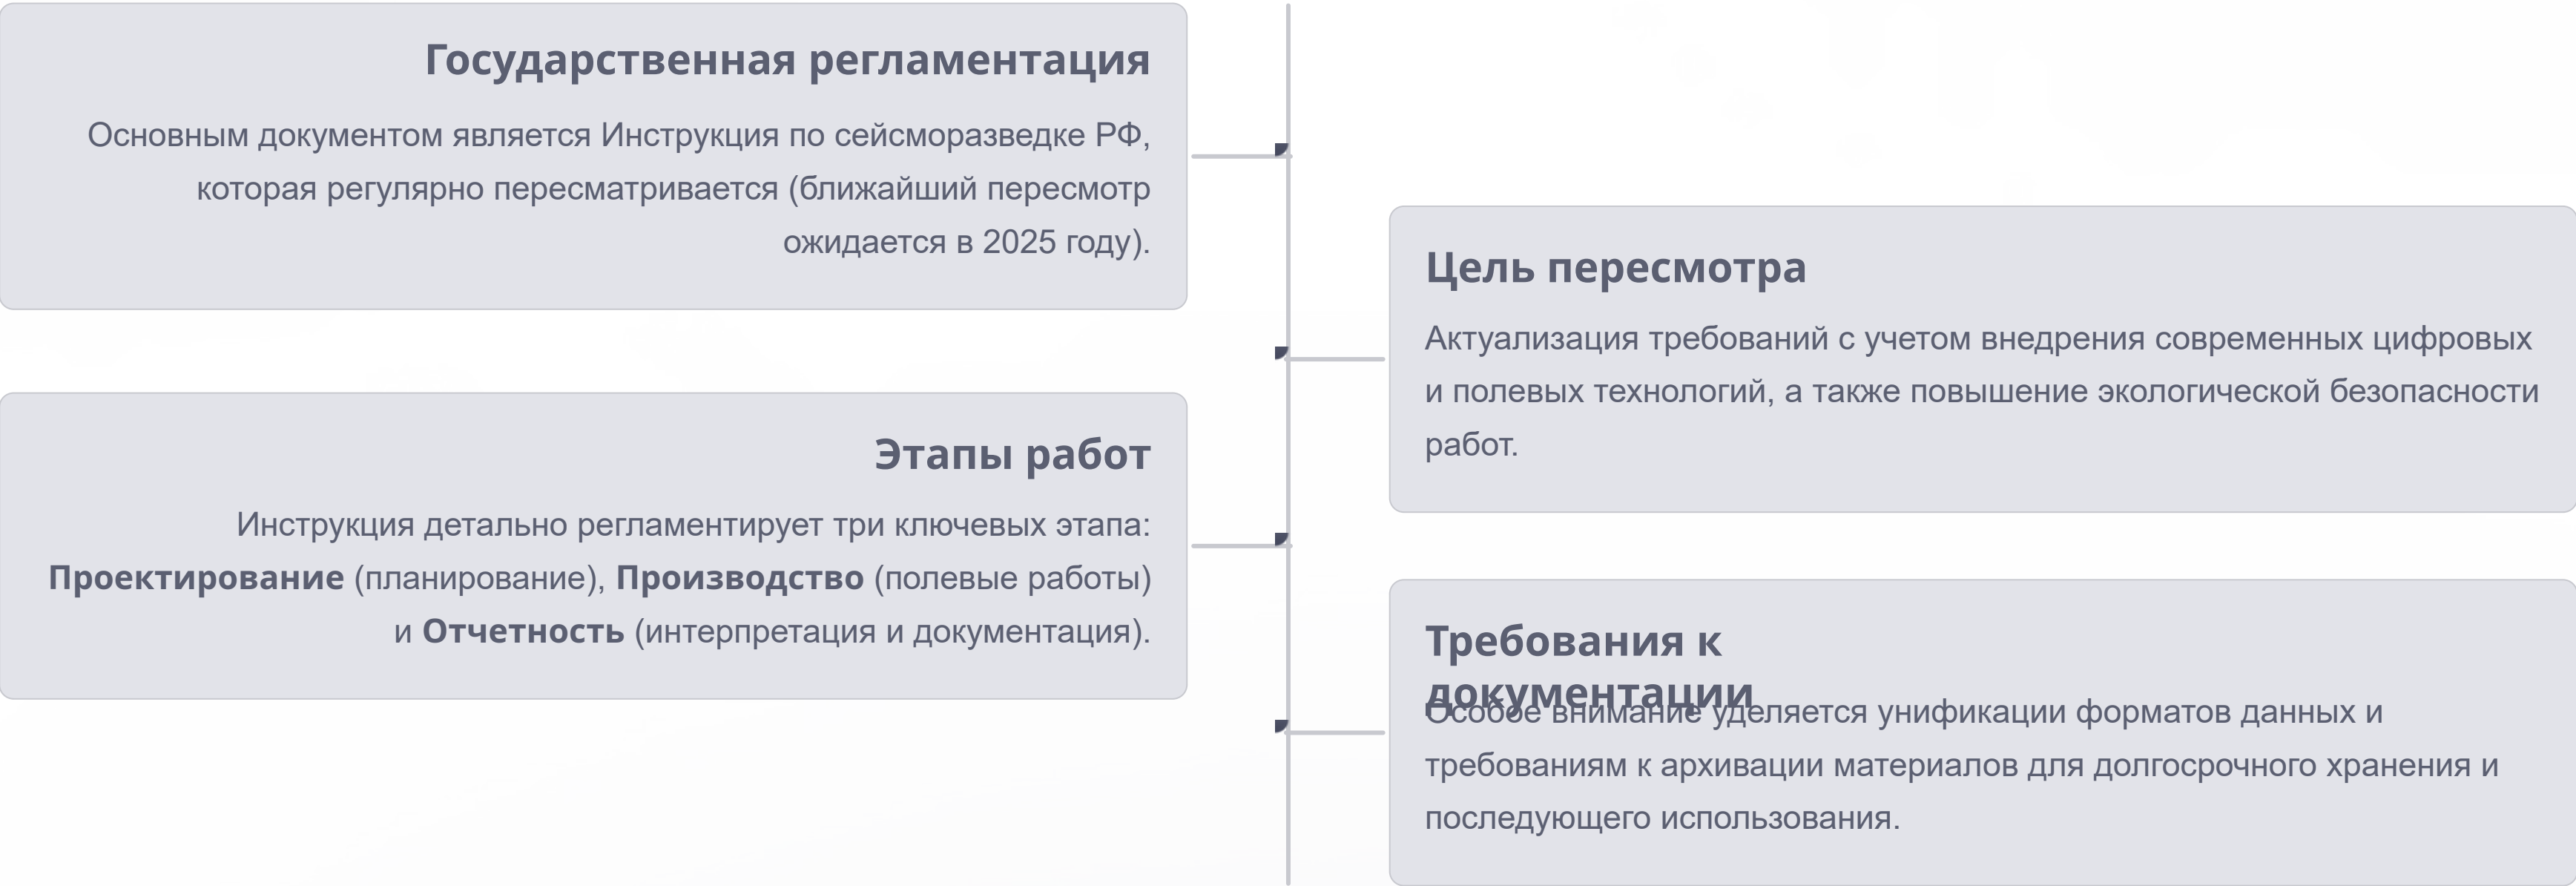 Государственная регламентация
Основным документом является Инструкция по сейсморазведке РФ,
которая регулярно пересматривается (ближайший пересмотр
ожидается в 2025 году).
Цель пересмотра
Актуализация требований с учетом внедрения современных цифровых
и полевых технологий, а также повышение экологической безопасности
работ.
Этапы работ
Инструкция детально регламентирует три ключевых этапа:
Проектирование (планирование), Производство (полевые работы)
и Отчетность (интерпретация и документация).
Требования к
документации
Особое внимание уделяется унификации форматов данных и
требованиям к архивации материалов для долгосрочного хранения и
последующего использования.